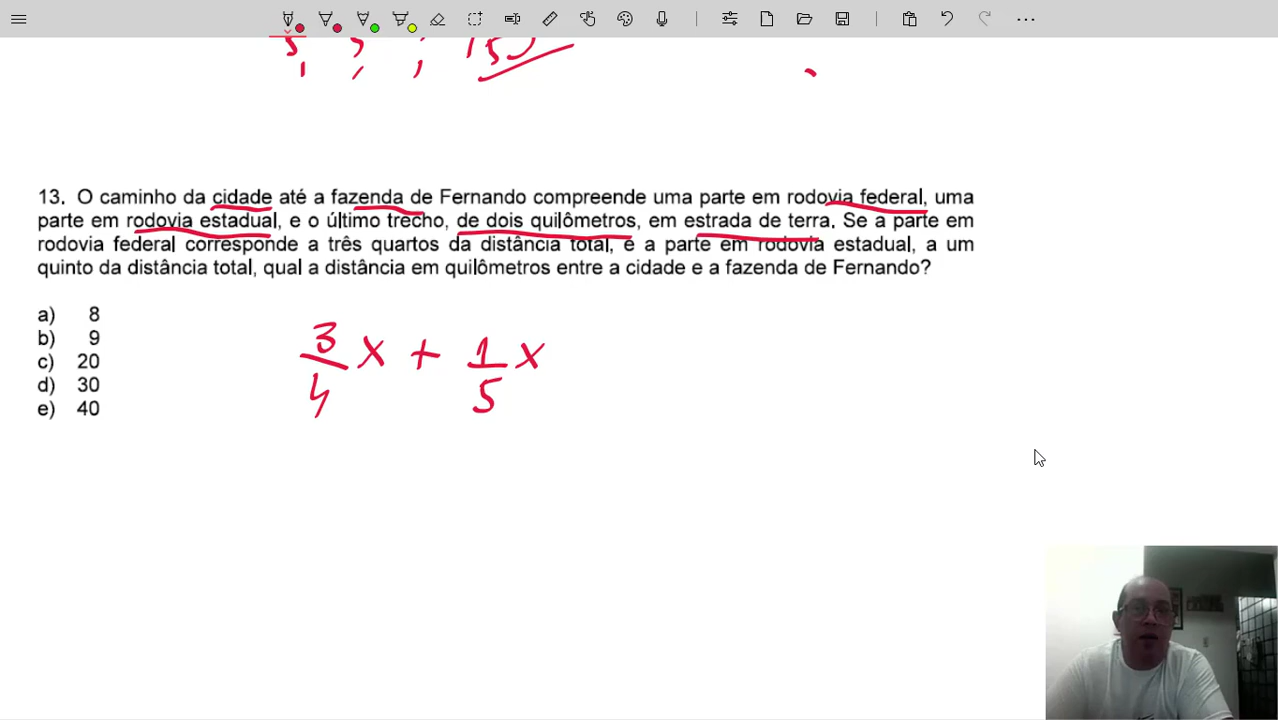 13. O caminho da cidade até a fazenda de Fernando compreende uma parte em rodovia federal, uma
parte em rodovia estadual, e o último trecho, de dois quilômetros, em estrada de terra. Se a parte em
rodovia federal corresponde a três quartos da distância total, e a parte em rodovia estadual, a um
quinto da distância total, qual a distância em quilômetros entre a cidade e a fazenda de Fernando?
a) 8
b) 9
c) 20
d) 30
e) 40
3/4 x + 1/5 x